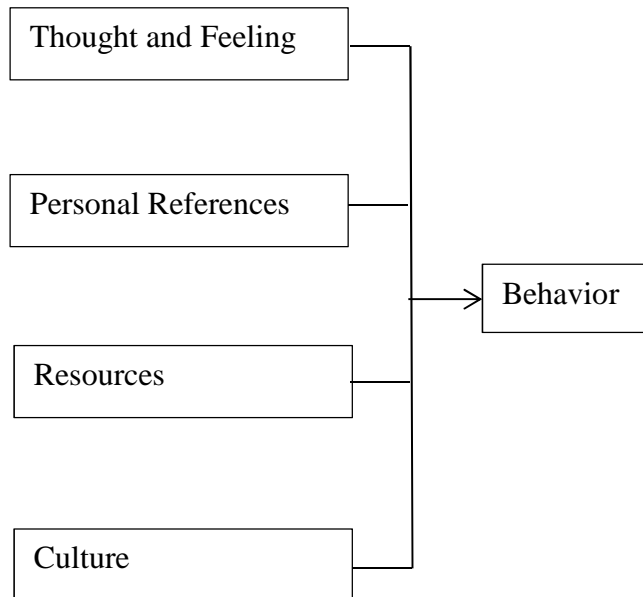 Thought and Feeling
Personal References
Behavior
Resources
Culture